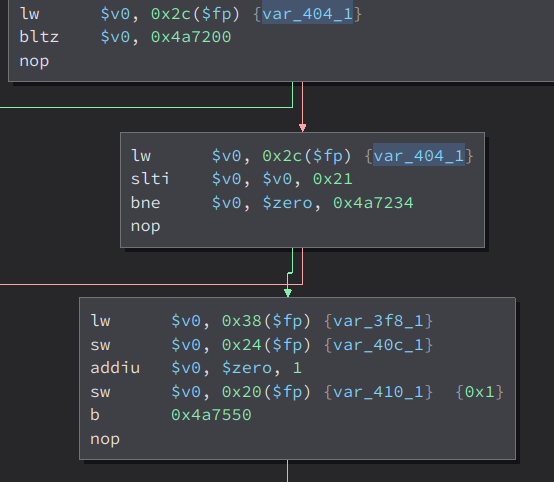 lw $v0, 0x2c($fp) {var_404_1}
bltz $v0, 0x4a7200
nop
lw $v0, 0x2c($fp) {var_404_1}
slti $v0, $v0, 0x21
bne $v0, $zero, 0x4a7234
nop
lw $v0, 0x38($fp) {var_3f8_1}
sw $v0, 0x24($fp) {var_40c_1}
addiu $v0, $zero, 1
sw $v0, 0x20($fp) {var_410_1} {0x1}
b 0x4a7550
nop